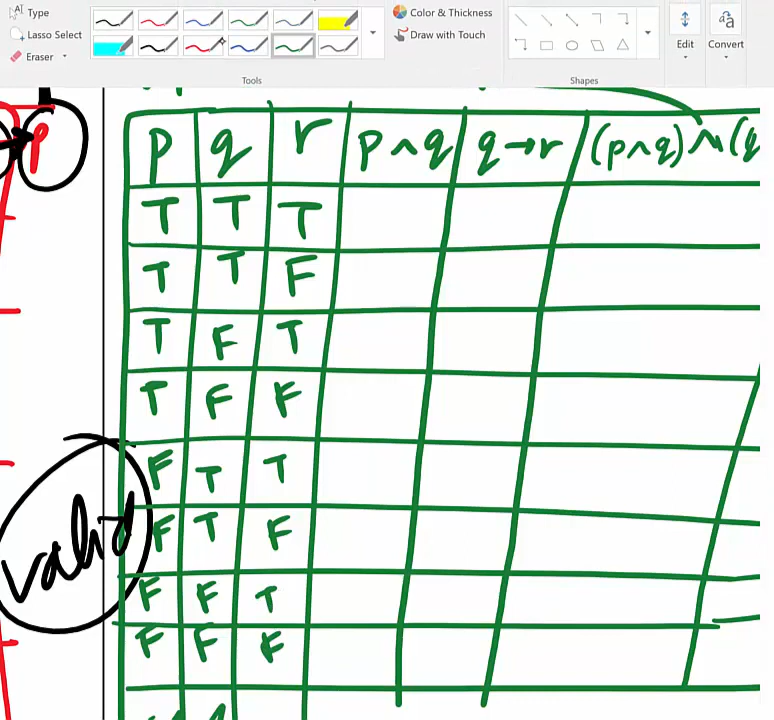 Type
Lasso Select
Eraser
Color & Thickness
Draw with Touch
Edit
Convert
Tools
Shapes
p
p q r p ∧ q q → r (p ∧ q) ∧ (q
T T T
T T F
T F T
T F F
F T T
F T F
F F T
F F F
valid